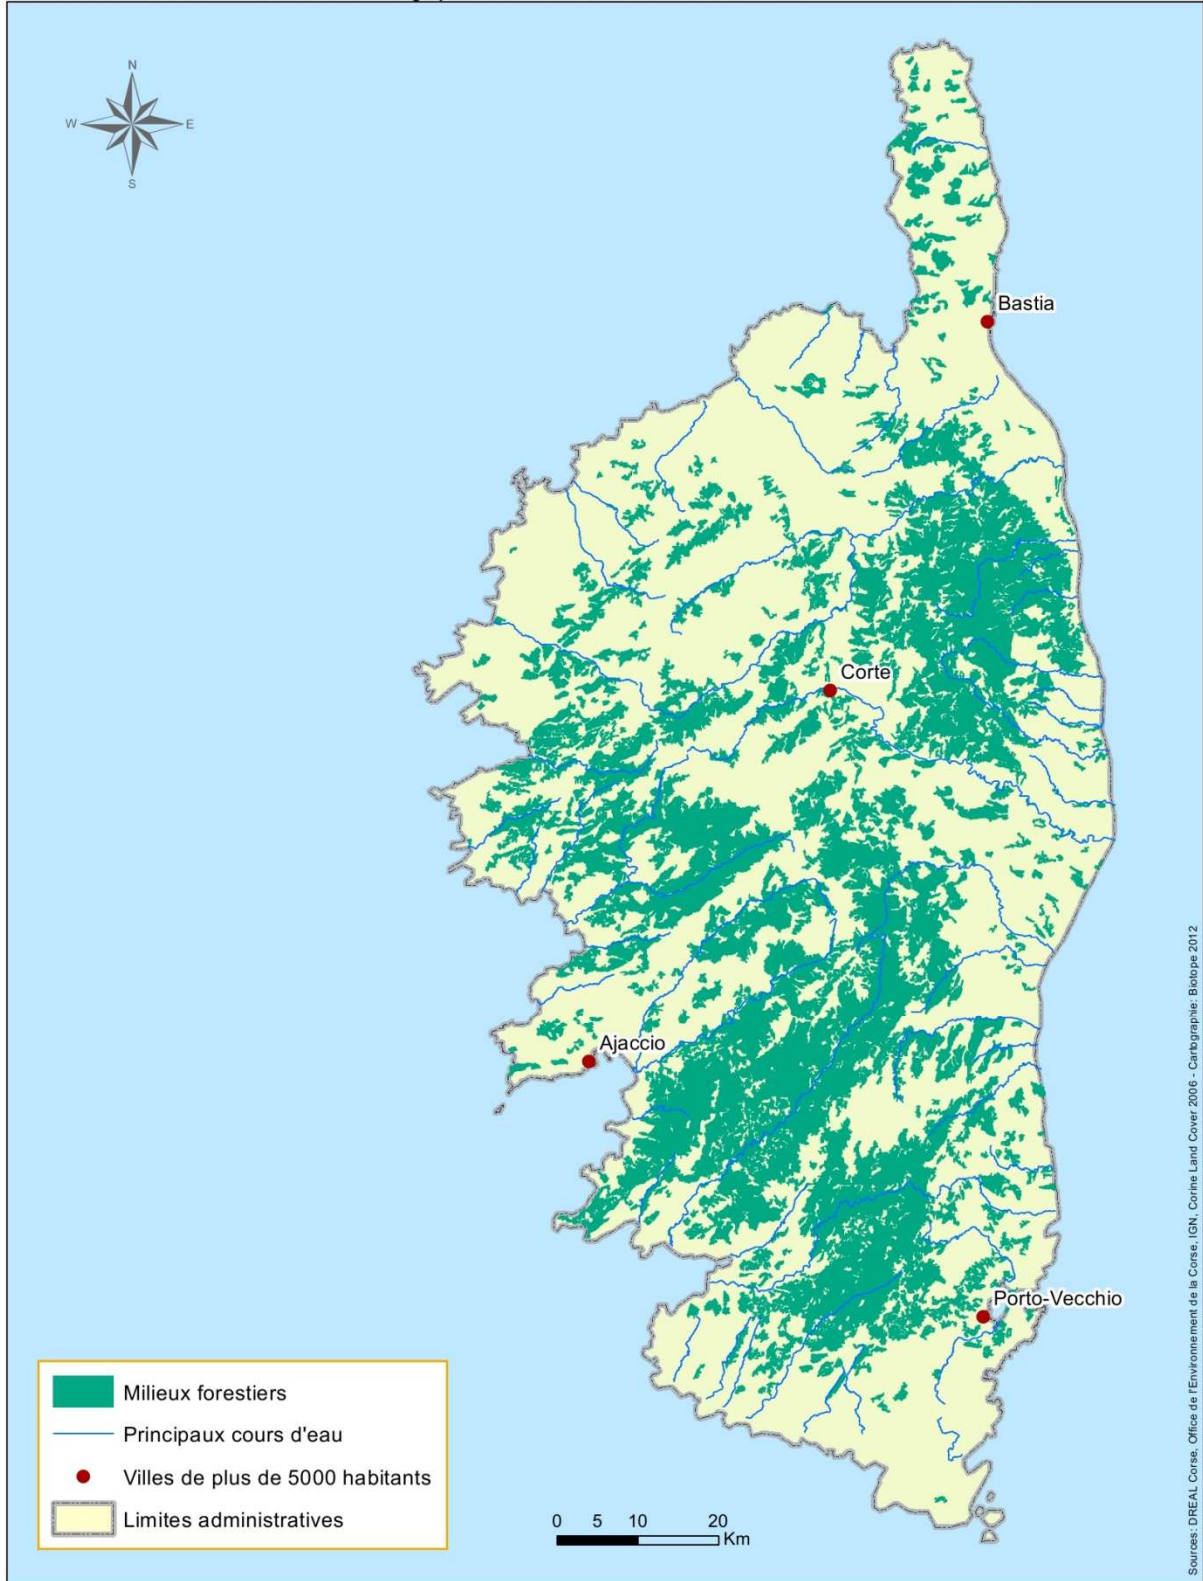 N
W
E
S
Bastia
Corte
Ajaccio
Porto-Vecchio
Milieux forestiers
Principaux cours d'eau
Villes de plus de 5000 habitants
Limites administratives
0 5 10 20
Km
Sources: DREAL Corse, Office de l'Environnement de la Corse, IGN, Corine Land Cover 2006 - Cartographie: Biotope 2012